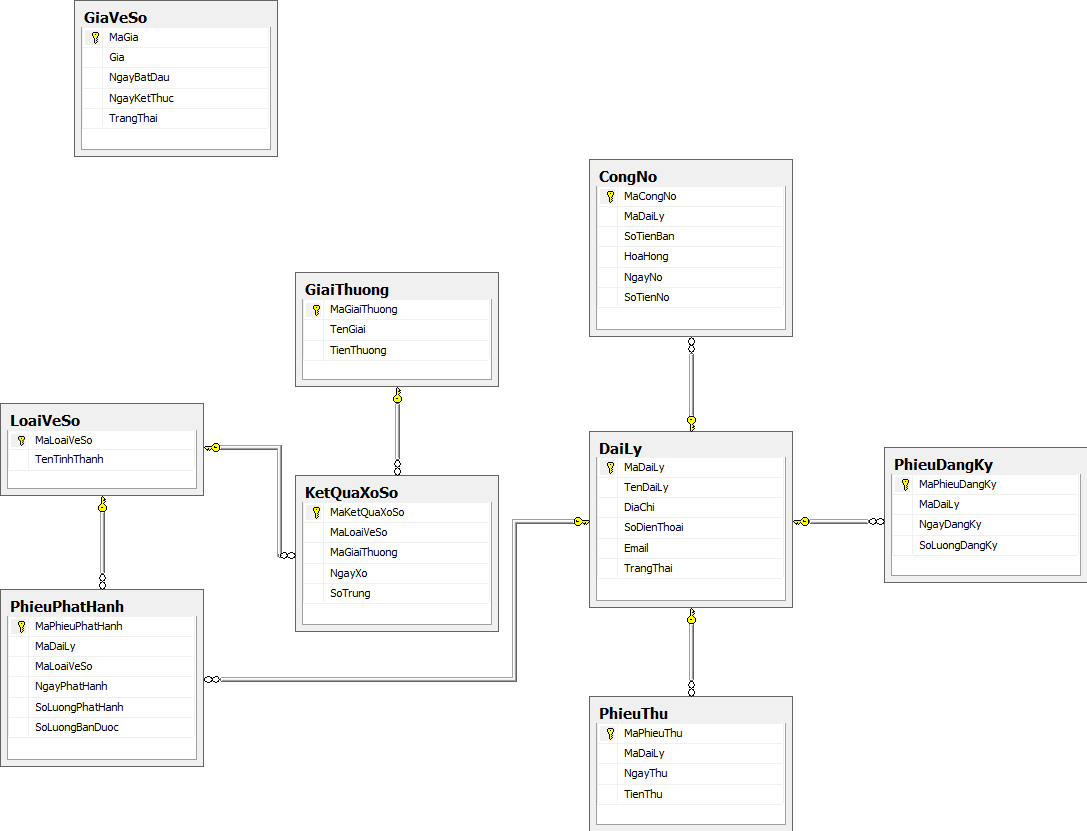 GiaVeSo
MaGia
Gia
NgayBatDau
NgayKetThuc
TrangThai
CongNo
MaCongNo
MaDaiLy
SoTienBan
HoaHong
NgayNo
SoTienNo
GiaiThuong
MaGiaiThuong
TenGiai
TienThuong
LoaiVeSo
MaLoaiVeSo
TenTinhThanh
KetQuaXoSo
MaKetQuaXoSo
MaLoaiVeSo
MaGiaiThuong
NgayXo
SoTrung
DaiLy
MaDaiLy
TenDaiLy
DiaChi
SoDienThoai
Email
TrangThai
PhieuDangKy
MaPhieuDangKy
MaDaiLy
NgayDangKy
SoLuongDangKy
PhieuPhatHanh
MaPhieuPhatHanh
MaDaiLy
MaLoaiVeSo
NgayPhatHanh
SoLuongPhatHanh
SoLuongBanDuoc
PhieuThu
MaPhieuThu
MaDaiLy
NgayThu
TienThu